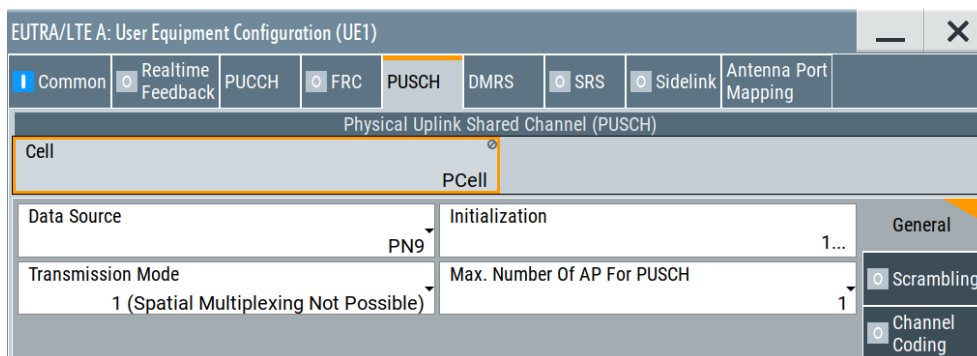 EUTRA/LTE A: User Equipment Configuration (UE1)
Common
Realtime
Feedback
PUCCH
FRC
PUSCH
DMRS
SRS
Sidelink
Antenna Port
Mapping
Physical Uplink Shared Channel (PUSCH)
Cell
PCell
Data Source
PN9
Initialization
1...
General
Transmission Mode
1 (Spatial Multiplexing Not Possible)
Max. Number Of AP For PUSCH
1
Scrambling
Channel
Coding